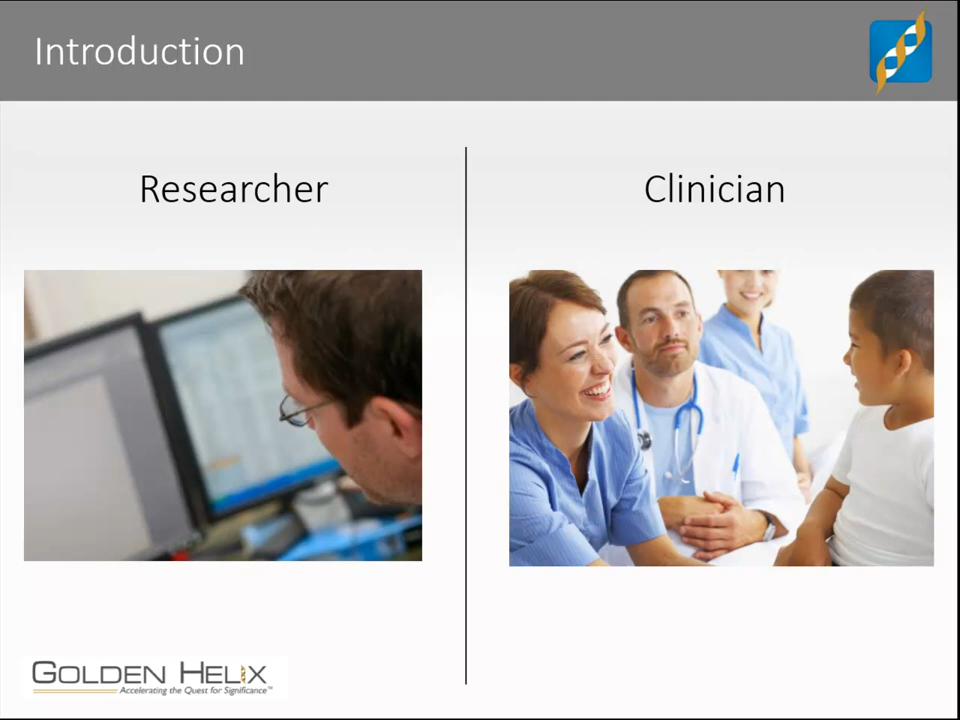 Introduction
Researcher
Clinician
GOLDEN HELIX
Accelerating the Quest for Significance™